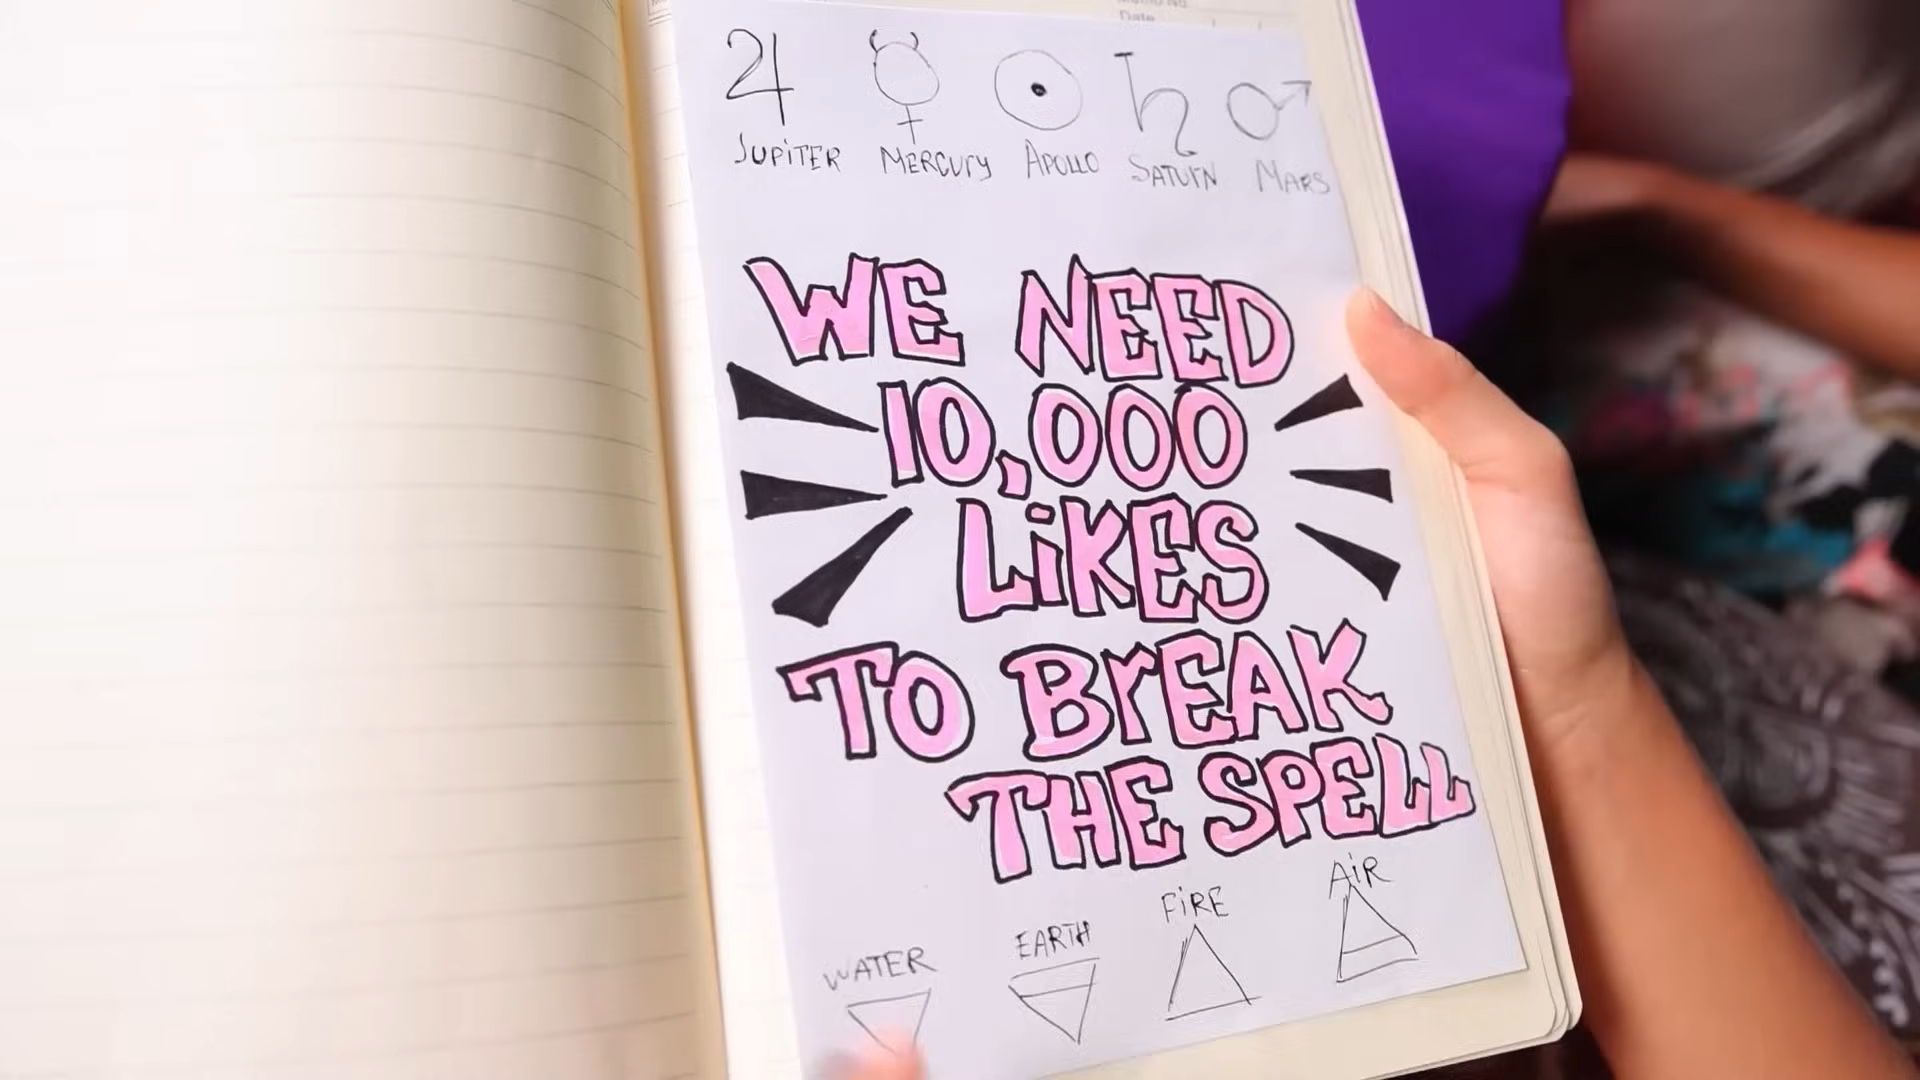 JUPiTER MERCURY APOLLO SATURN MARS
WE NEED
10,000
LiKES
TO BrEAK
THE SPELL
WATER EARTH FiRE AiR